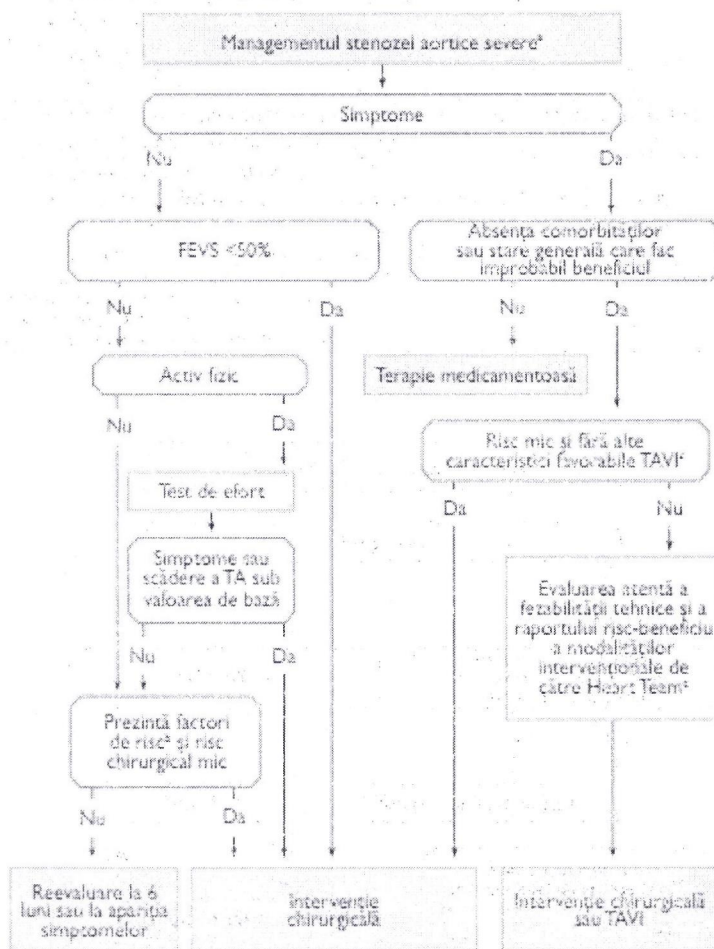 Managementul stenozei aortice severeª
Simptome
Nu
Da
FEVS <50%
Absența comorbidităților
sau stare generală care fac
improbabil beneficiul
Nu
Da
Nu
Da
Activ fizic
Terapie medicamentoasă
Nu
Da
Risc mic și fără alte
caracteristici favorabile TAVIᶜ
Test de efort
Da
Nu
Simptome sau
scădere a TA sub
valoarea de bază
Evaluarea atentă a
fezabilității tehnice și a
raportului risc-beneficiu
a modalităților
intervenționale de
către Heart Teamᶜ
Nu
Da
Prezintă factori
de riscᵇ și risc
chirurgical mic
Nu
Da
Reevaluare la 6
luni sau la apariția
simptomelor
Intervenție
chirurgicală
Intervenție chirurgicală
sau TAVI